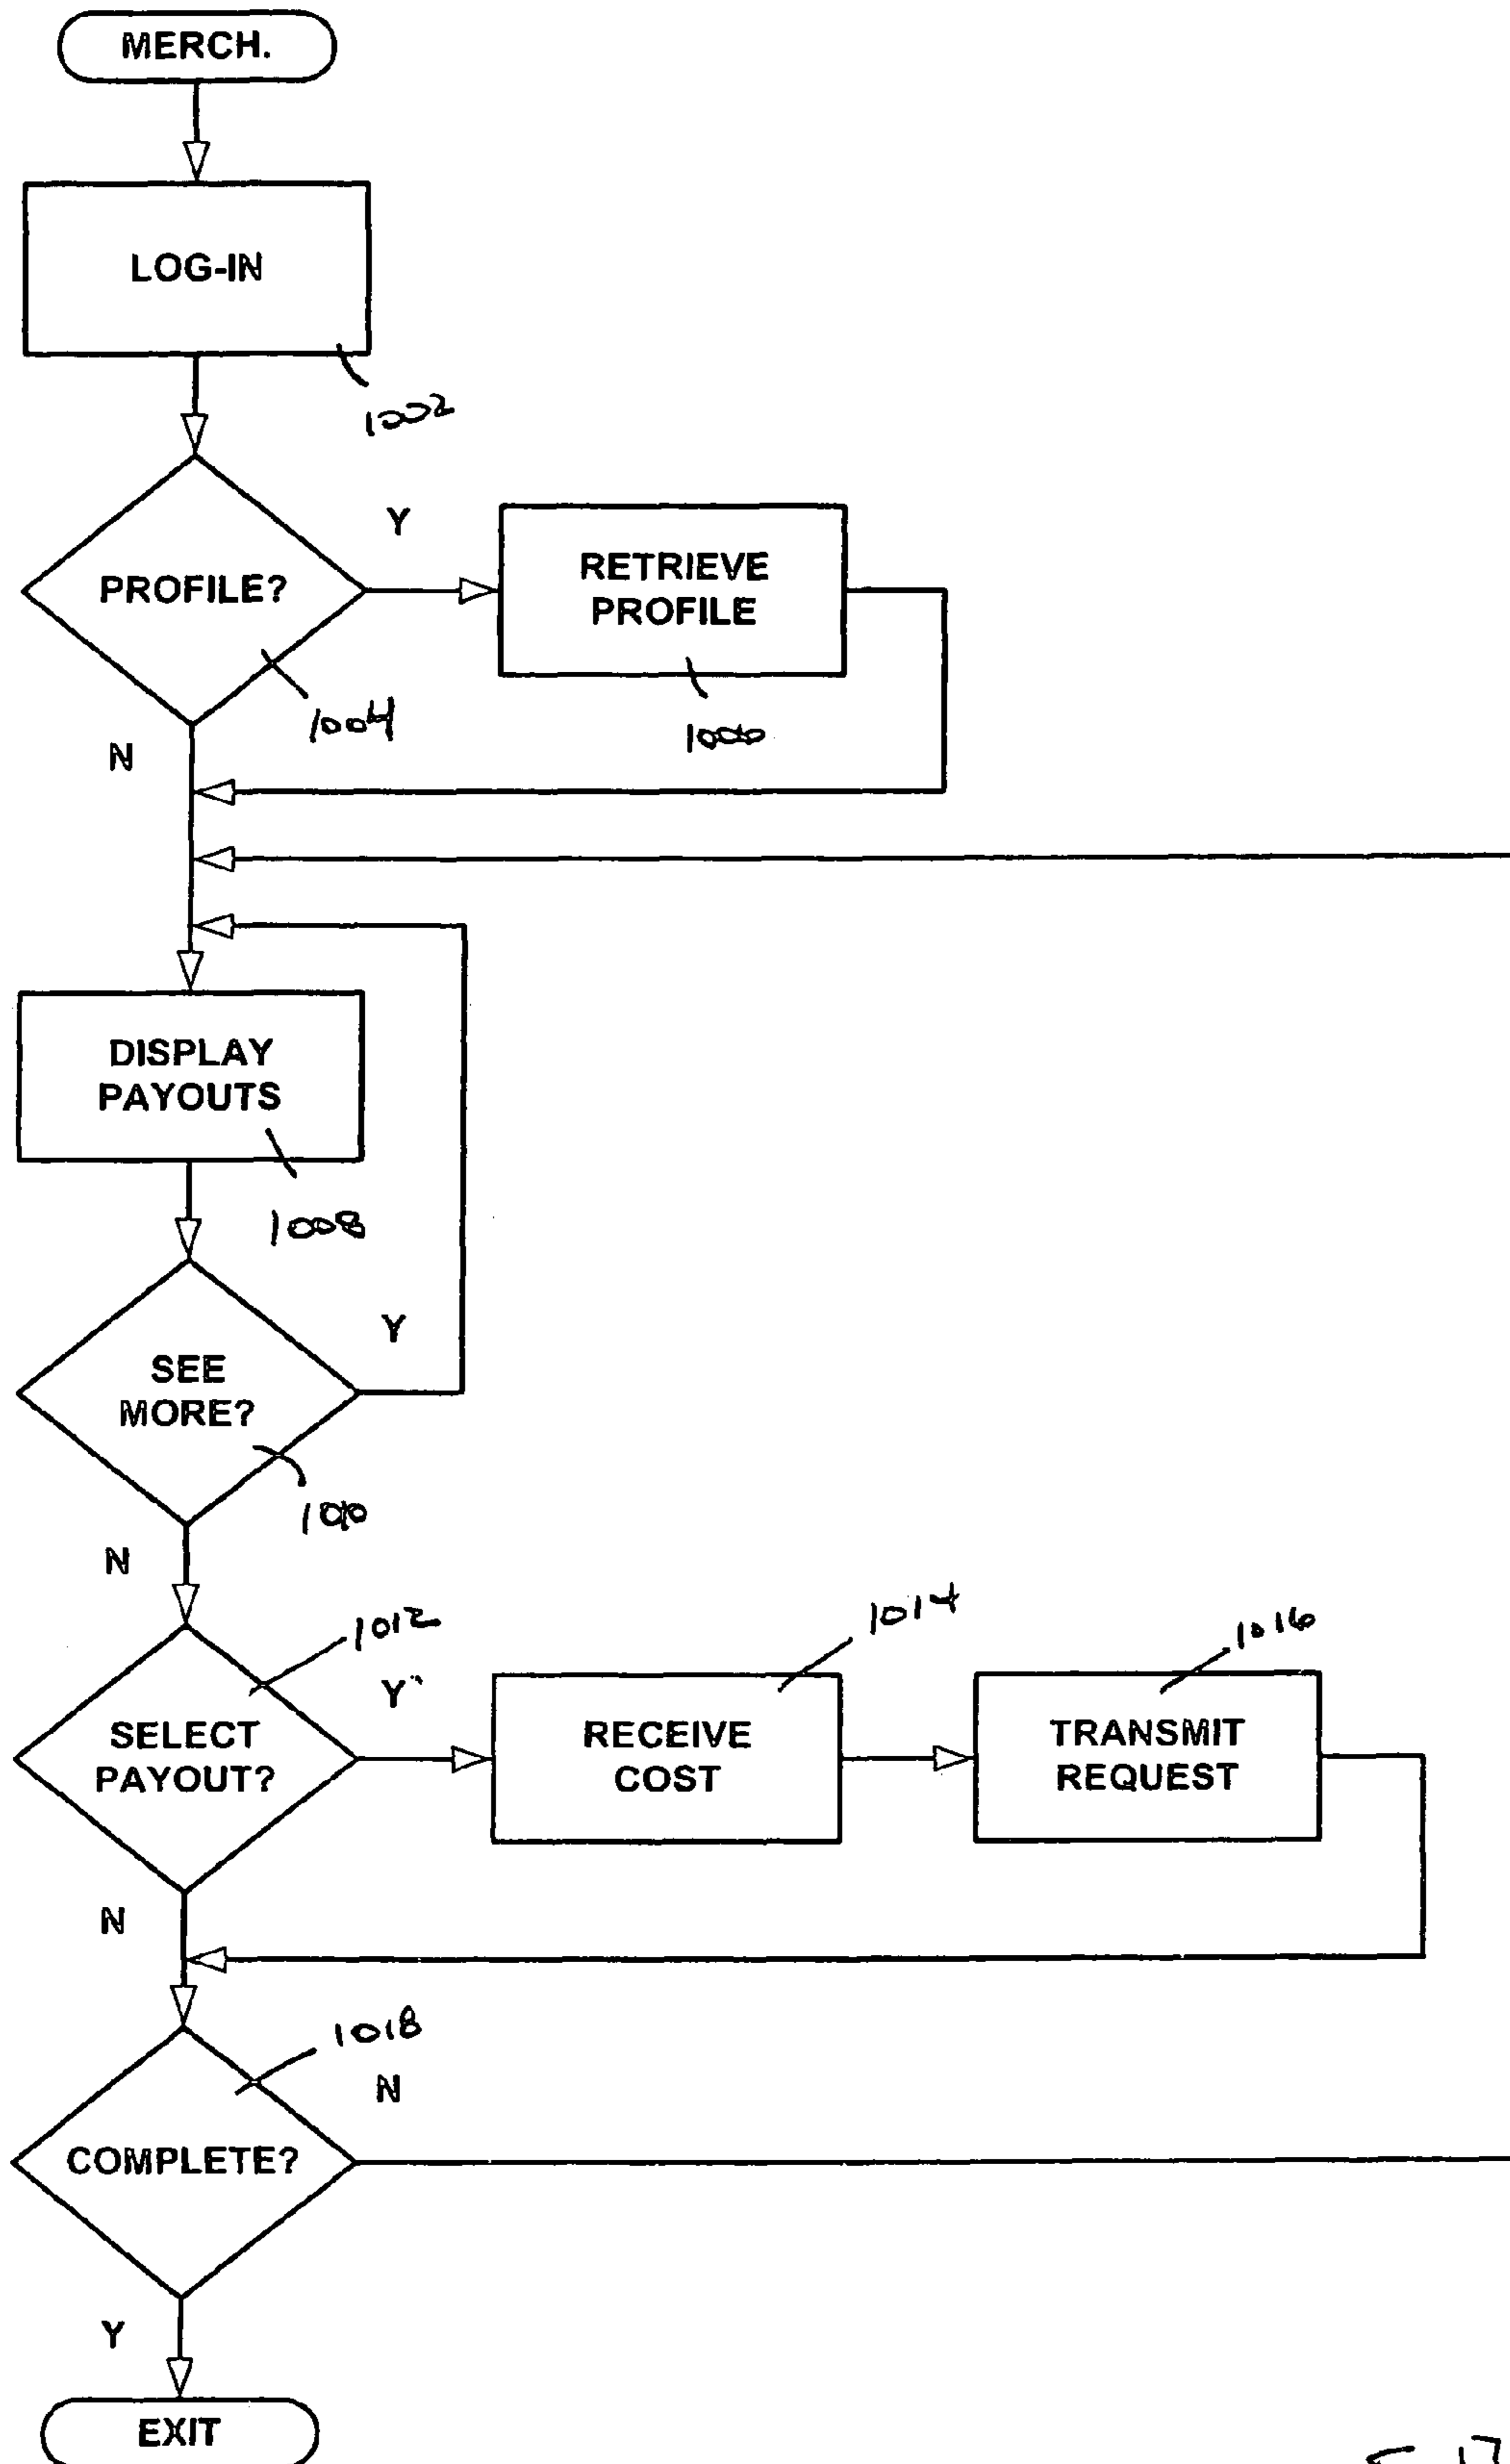 MERCH.
LOG-IN
1002
Y
PROFILE?
RETRIEVE
PROFILE
1004
1006
N
DISPLAY
PAYOUTS
1008
Y
SEE
MORE?
1010
N
1012
1014
1016
Y
SELECT
PAYOUT?
RECEIVE
COST
TRANSMIT
REQUEST
N
1018
N
COMPLETE?
Y
EXIT